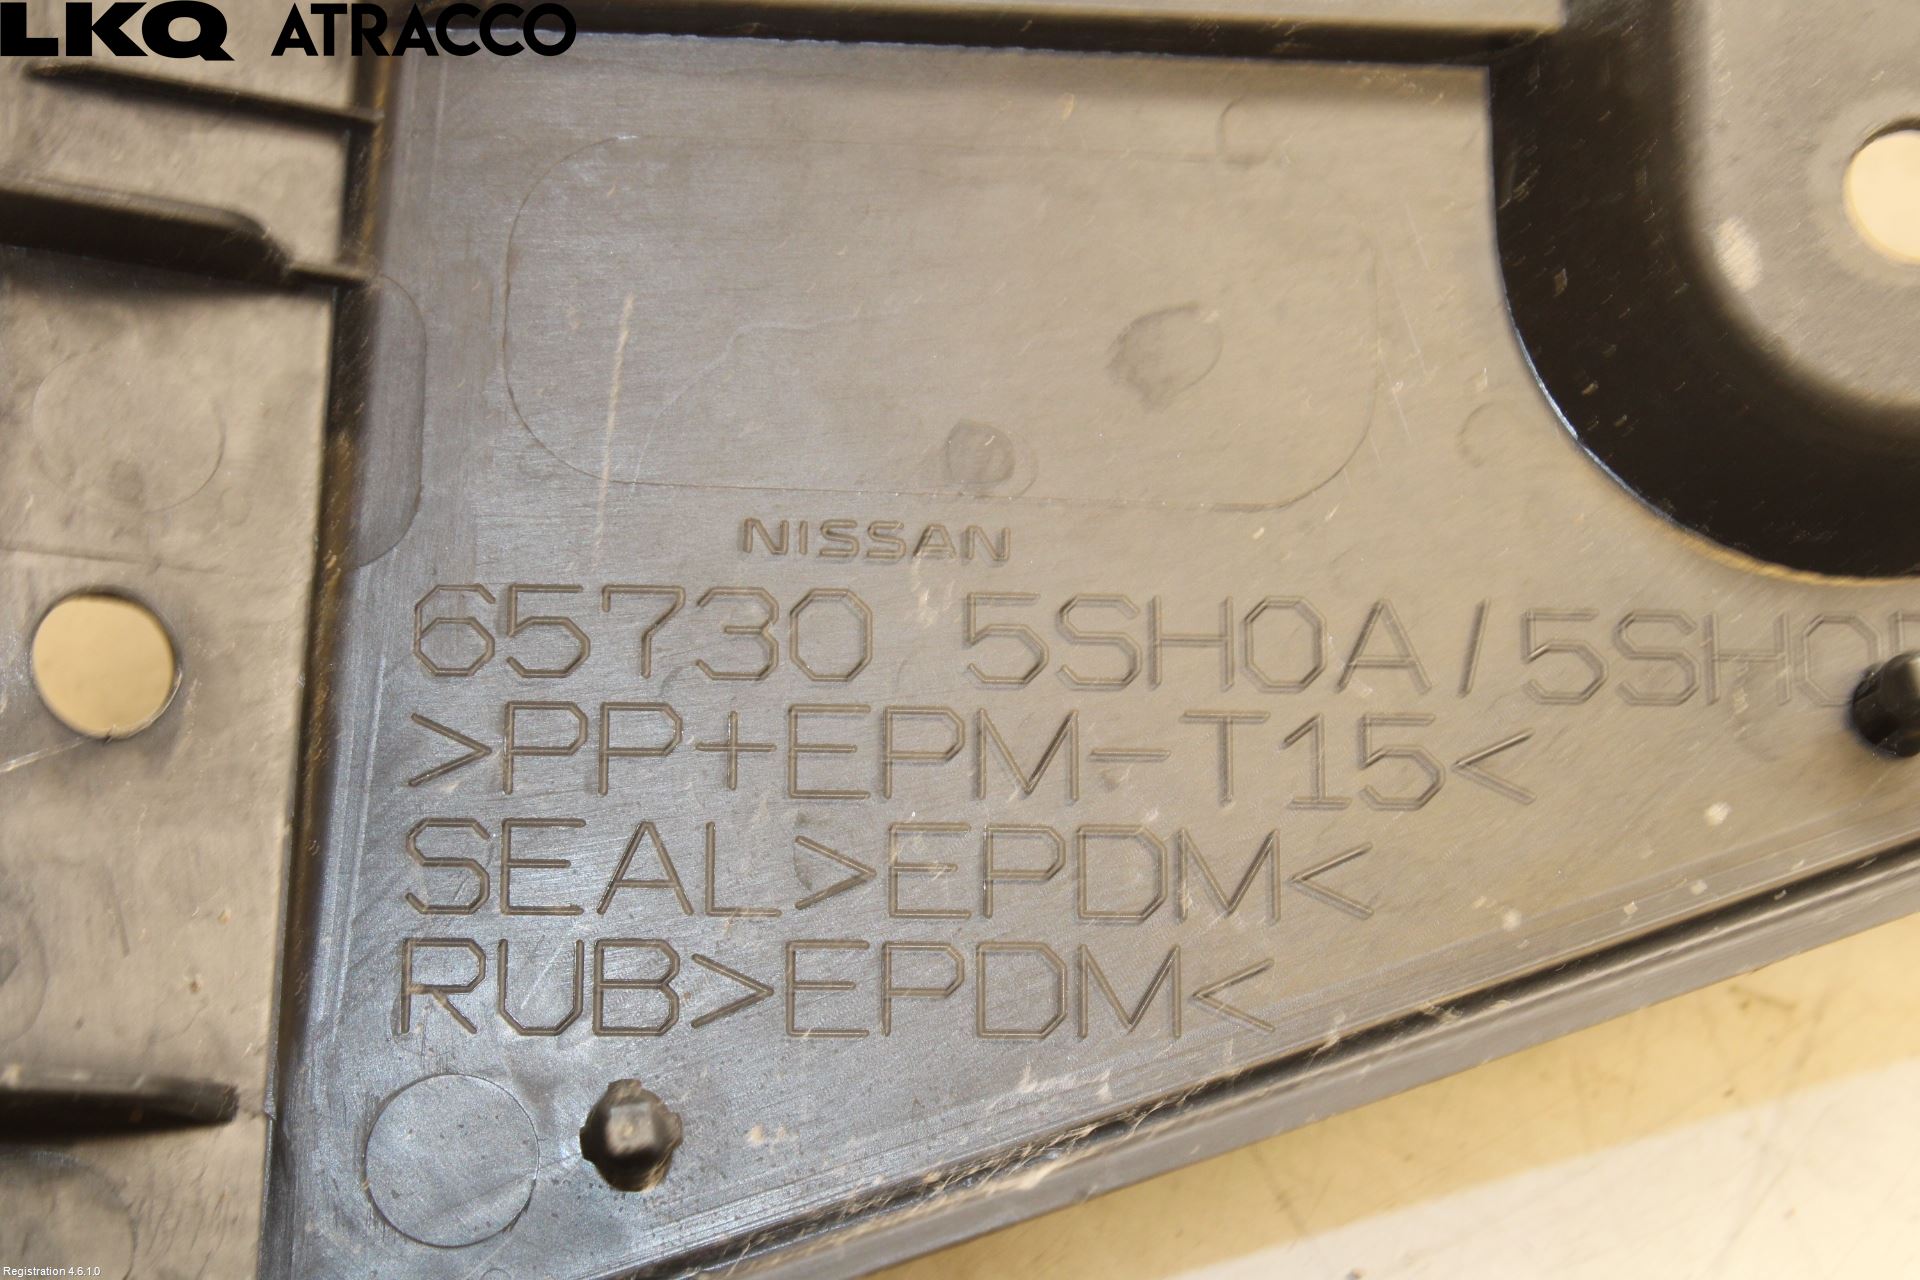 LKQ ATRACCO
NISSAN
65730 5SH0A/5SH0
>PP+EPM-T15<
SEAL>EPDM<
RUB>EPDM<
Registration 4.6.1.0